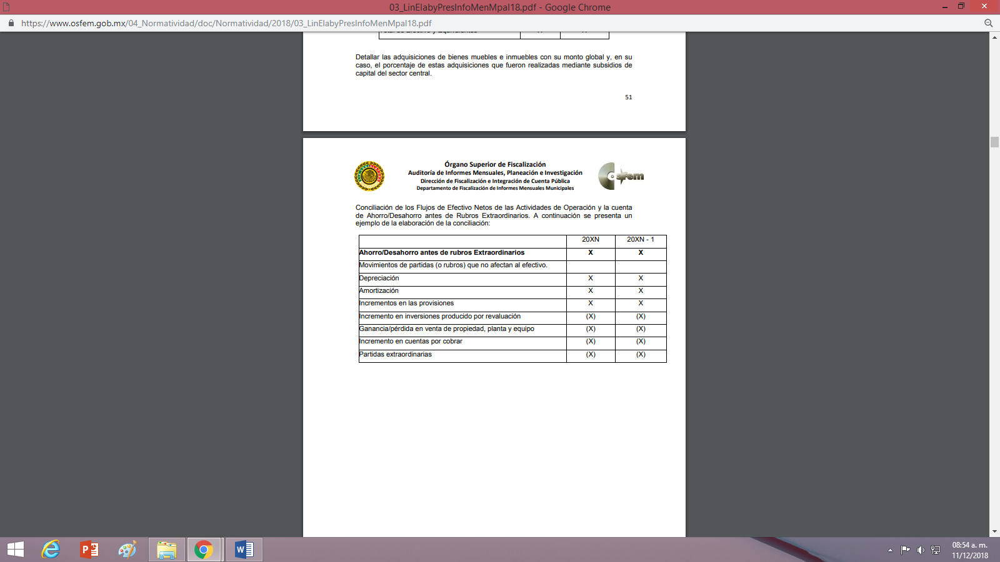 03_LinElabyPresInfoMenMpal18.pdf - Google Chrome
https://www.osfem.gob.mx/04_Normatividad/doc/Normatividad/2018/03_LinElabyPresInfoMenMpal18.pdf
Detallar las adquisiciones de bienes muebles e inmuebles con su monto global y, en su
caso, el porcentaje de estas adquisiciones que fueron realizadas mediante subsidios de
capital del sector central.
51
Órgano Superior de Fiscalización
Auditoría de Informes Mensuales, Planeación e Investigación
Dirección de Fiscalización e Integración de Cuenta Pública
Departamento de Fiscalización de Informes Mensuales Municipales
osfem
Conciliación de los Flujos de Efectivo Netos de las Actividades de Operación y la cuenta
de Ahorro/Desahorro antes de Rubros Extraordinarios. A continuación se presenta un
ejemplo de la elaboración de la conciliación:
20XN 20XN - 1
Ahorro/Desahorro antes de rubros Extraordinarios X X
Movimientos de partidas (o rubros) que no afectan al efectivo.
Depreciación X X
Amortización X X
Incrementos en las provisiones X X
Incremento en inversiones producido por revaluación (X) (X)
Ganancia/pérdida en venta de propiedad, planta y equipo (X) (X)
Incremento en cuentas por cobrar (X) (X)
Partidas extraordinarias (X) (X)
08:54 a. m.
11/12/2018